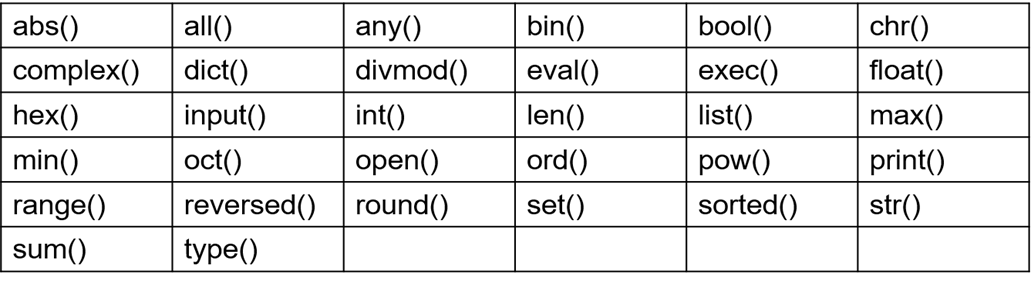 abs() all() any() bin() bool() chr()
complex() dict() divmod() eval() exec() float()
hex() input() int() len() list() max()
min() oct() open() ord() pow() print()
range() reversed() round() set() sorted() str()
sum() type()